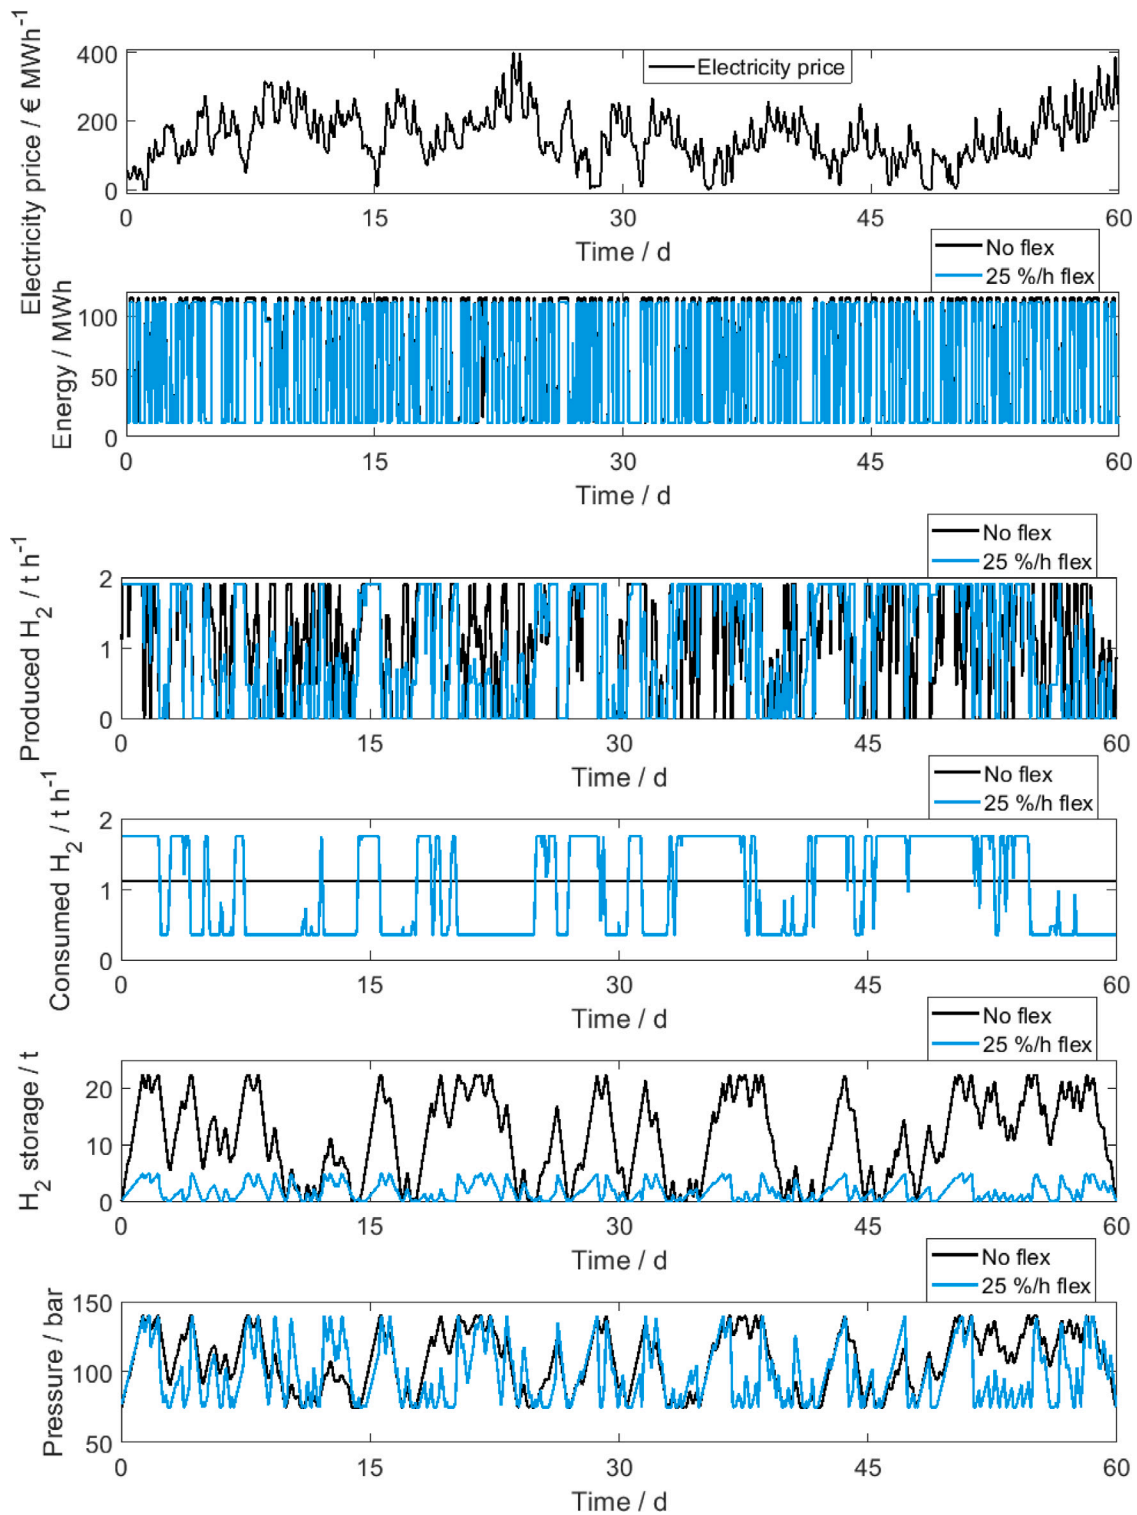 Electricity price / € MWh-1
400
200
0
Electricity price
0 15 30 45 60
Time / d
No flex
25 %/h flex
Energy / MWh
100
50
0
0 15 30 45 60
Time / d
No flex
25 %/h flex
Produced H2 / t h-1
2
1
0
0 15 30 45 60
Time / d
No flex
25 %/h flex
Consumed H2 / t h-1
2
1
0
0 15 30 45 60
Time / d
No flex
25 %/h flex
H2 storage / t
20
10
0
0 15 30 45 60
Time / d
No flex
25 %/h flex
Pressure / bar
150
100
50
0 15 30 45 60
Time / d